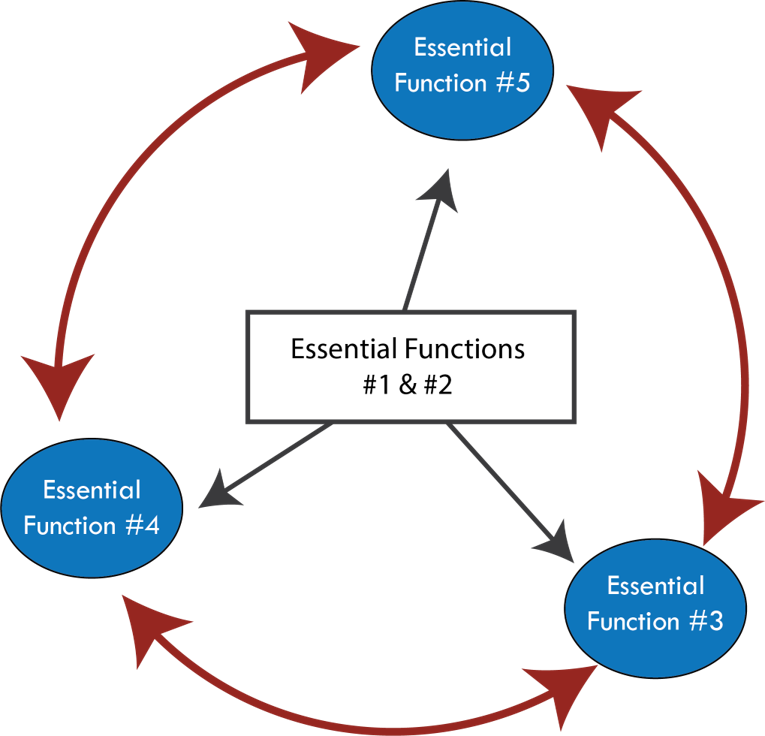 Essential
Function #5
Essential Functions
#1 & #2
Essential
Function #4
Essential
Function #3